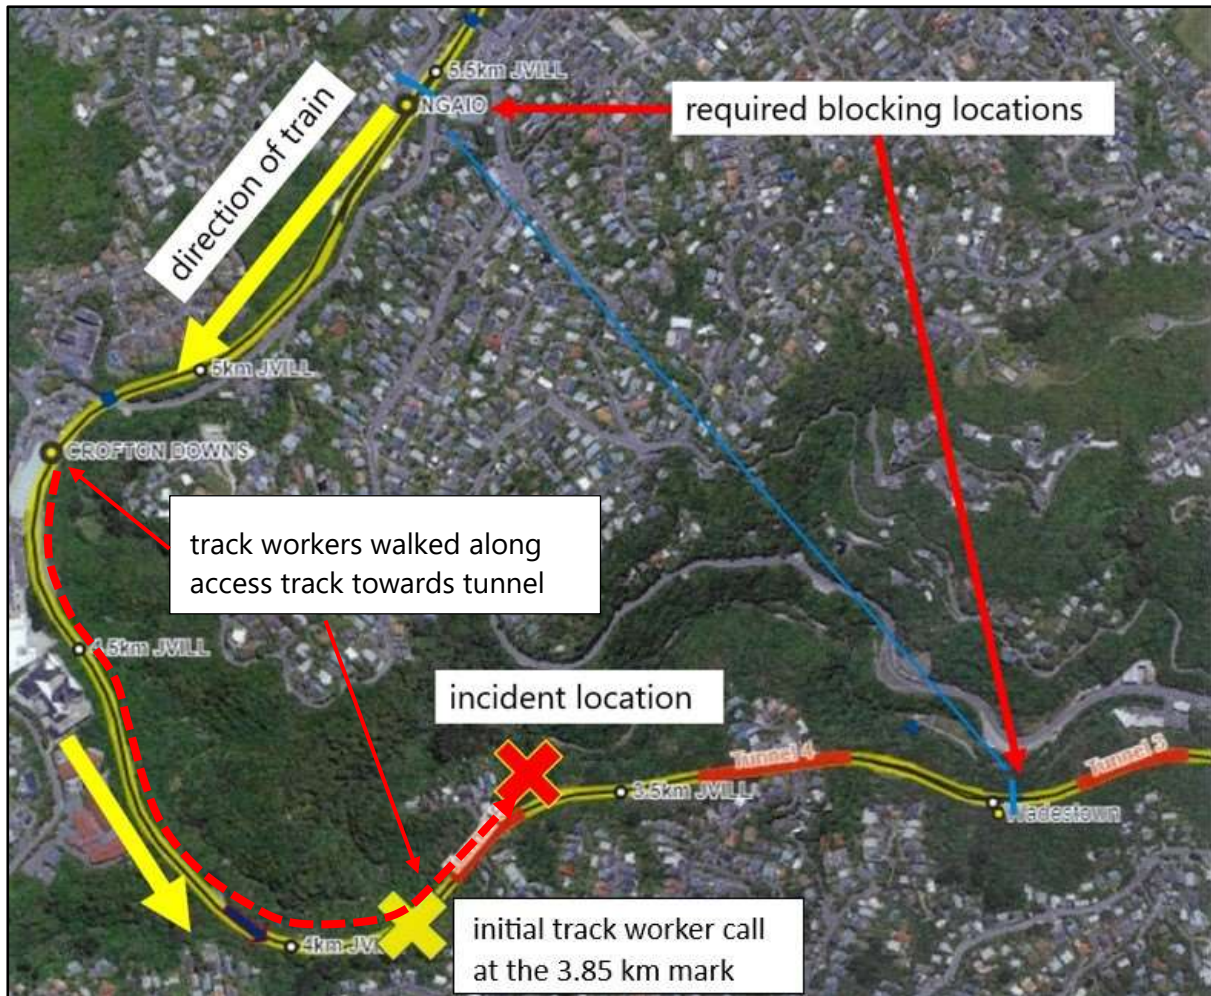 5.5km JVILL
NGAIO
required blocking locations
direction of train
5km JVILL
CROFTON DOWNS
track workers walked along
access track towards tunnel
4.5km JVILL
incident location
Tunnel 4
Tunnel 3
3.5km JVILL
Wadestown
4km JVI
initial track worker call
at the 3.85 km mark